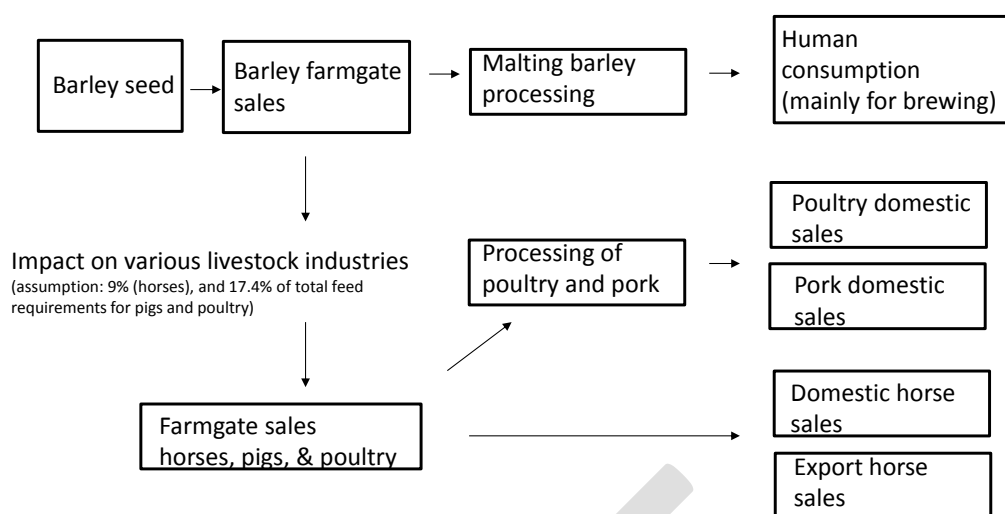 Barley seed
Barley farmgate
sales
Malting barley
processing
Human
consumption
(mainly for brewing)
Impact on various livestock industries
(assumption: 9% (horses), and 17.4% of total feed
requirements for pigs and poultry)
Processing of
poultry and pork
Poultry domestic
sales
Pork domestic
sales
Farmgate sales
horses, pigs, & poultry
Domestic horse
sales
Export horse
sales